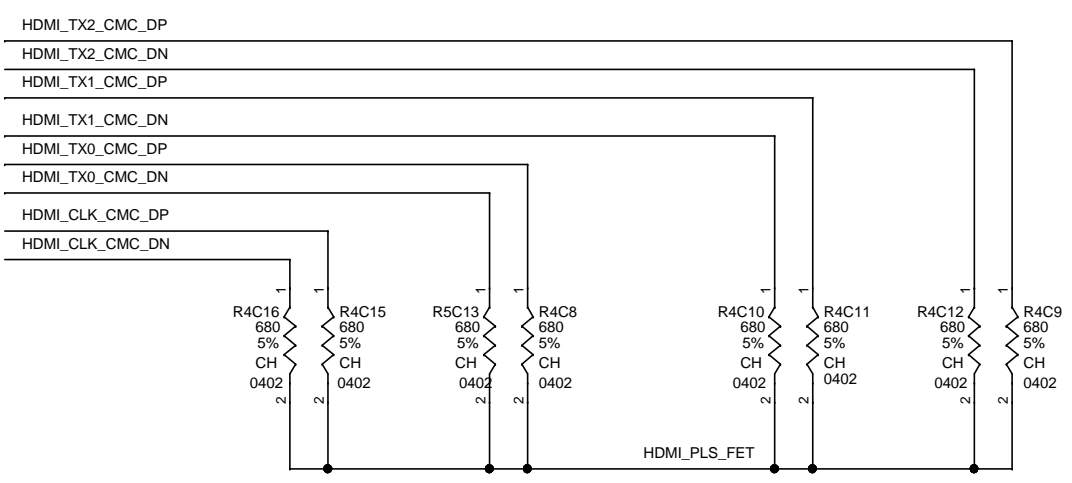 HDMI_TX2_CMC_DP
HDMI_TX2_CMC_DN
HDMI_TX1_CMC_DP
HDMI_TX1_CMC_DN
HDMI_TX0_CMC_DP
HDMI_TX0_CMC_DN
HDMI_CLK_CMC_DP
HDMI_CLK_CMC_DN
1 1 1 1 1 1 1 1
R4C16 R4C15 R5C13 R4C8 R4C10 R4C11 R4C12 R4C9
680 680 680 680 680 680 680 680
5% 5% 5% 5% 5% 5% 5% 5%
CH CH CH CH CH CH CH CH
0402 0402 0402 0402 0402 0402 0402 0402
2 2 2 2 2 2 2 2
HDMI_PLS_FET